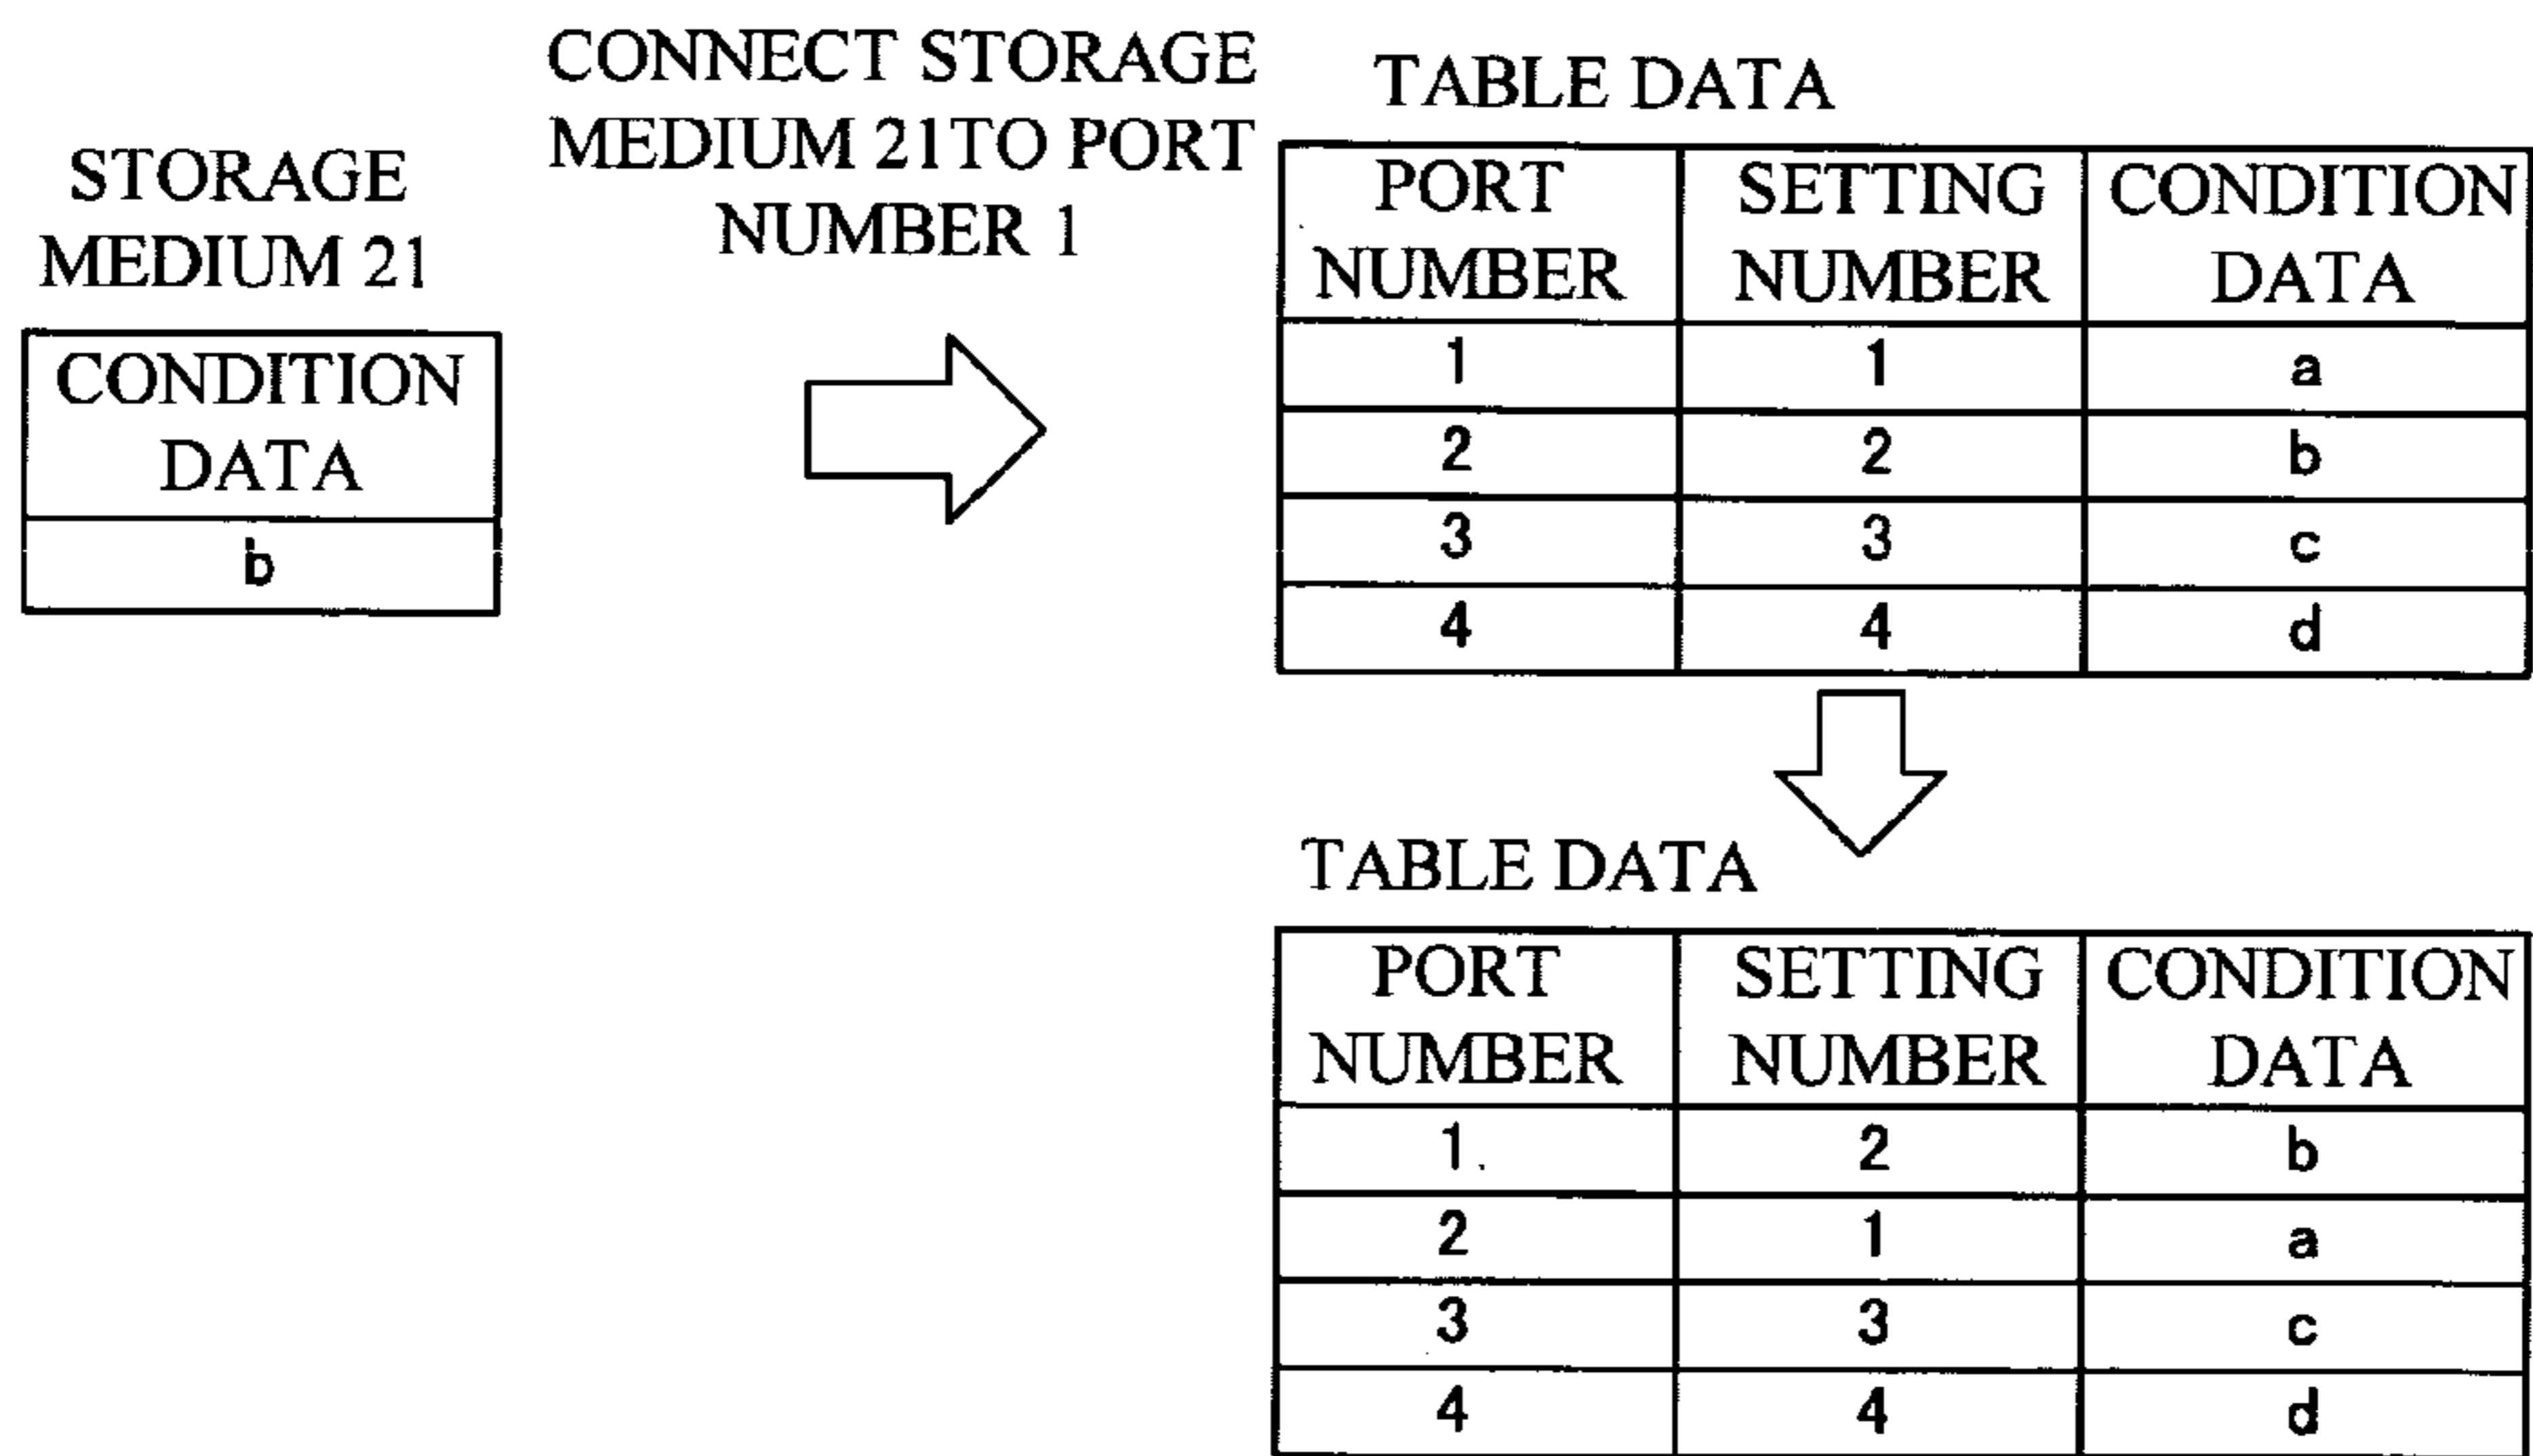 STORAGE
MEDIUM 21
CONDITION
DATA
b
CONNECT STORAGE
MEDIUM 21TO PORT
NUMBER 1
TABLE DATA
PORT NUMBER SETTING NUMBER CONDITION DATA
1 1 a
2 2 b
3 3 c
4 4 d
TABLE DATA
PORT NUMBER SETTING NUMBER CONDITION DATA
1 2 b
2 1 a
3 3 c
4 4 d